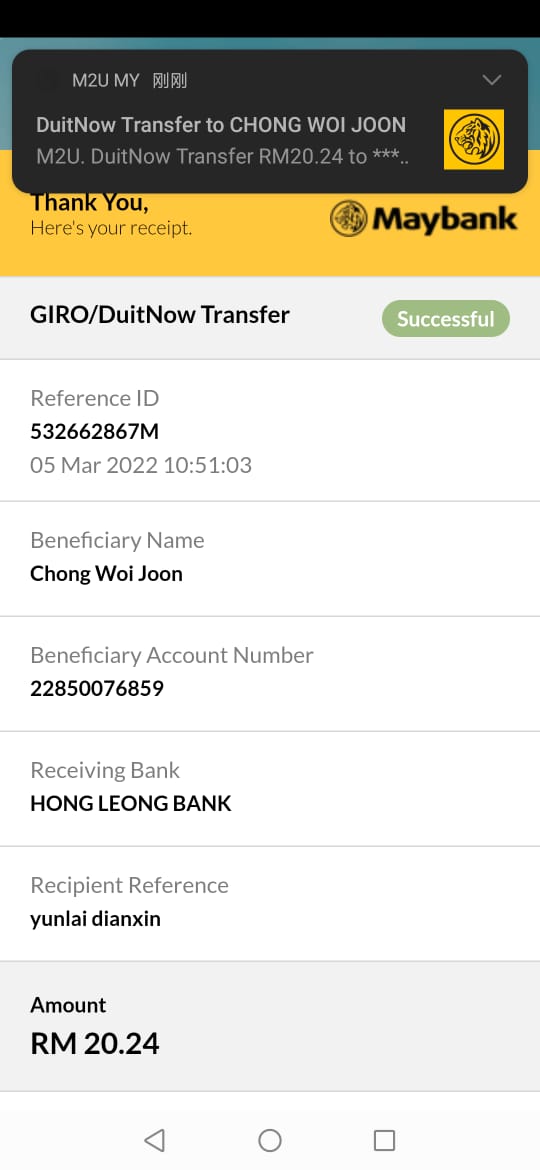 M2U MY 刚刚
DuitNow Transfer to CHONG WOI JOON
M2U. DuitNow Transfer RM20.24 to ***..
Thank You,
Here's your receipt.
Maybank
GIRO/DuitNow Transfer
Successful
Reference ID
532662867M
05 Mar 2022 10:51:03
Beneficiary Name
Chong Woi Joon
Beneficiary Account Number
22850076859
Receiving Bank
HONG LEONG BANK
Recipient Reference
yunlai dianxin
Amount
RM 20.24